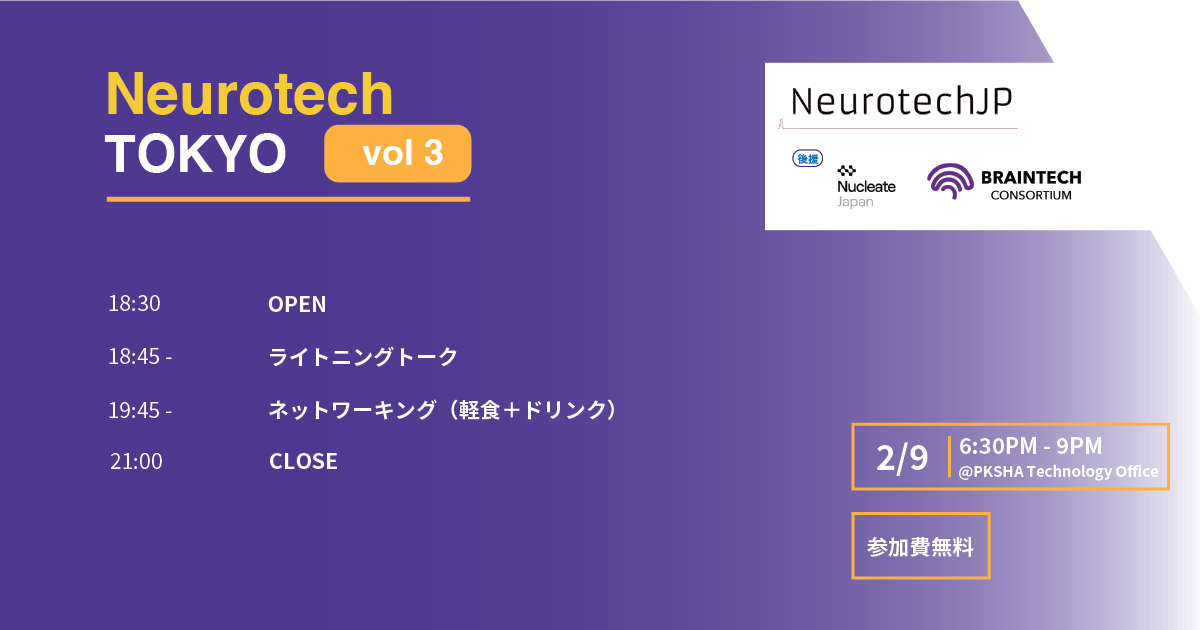 Neurotech
TOKYO
vol 3
NeurotechJP
後援
Nucleate
Japan
BRAINTECH
CONSORTIUM
18:30 OPEN
18:45 - ライトニングトーク
19:45 - ネットワーキング（軽食＋ドリンク）
21:00 CLOSE
2/9
6:30PM - 9PM
@PKSHA Technology Office
参加費無料